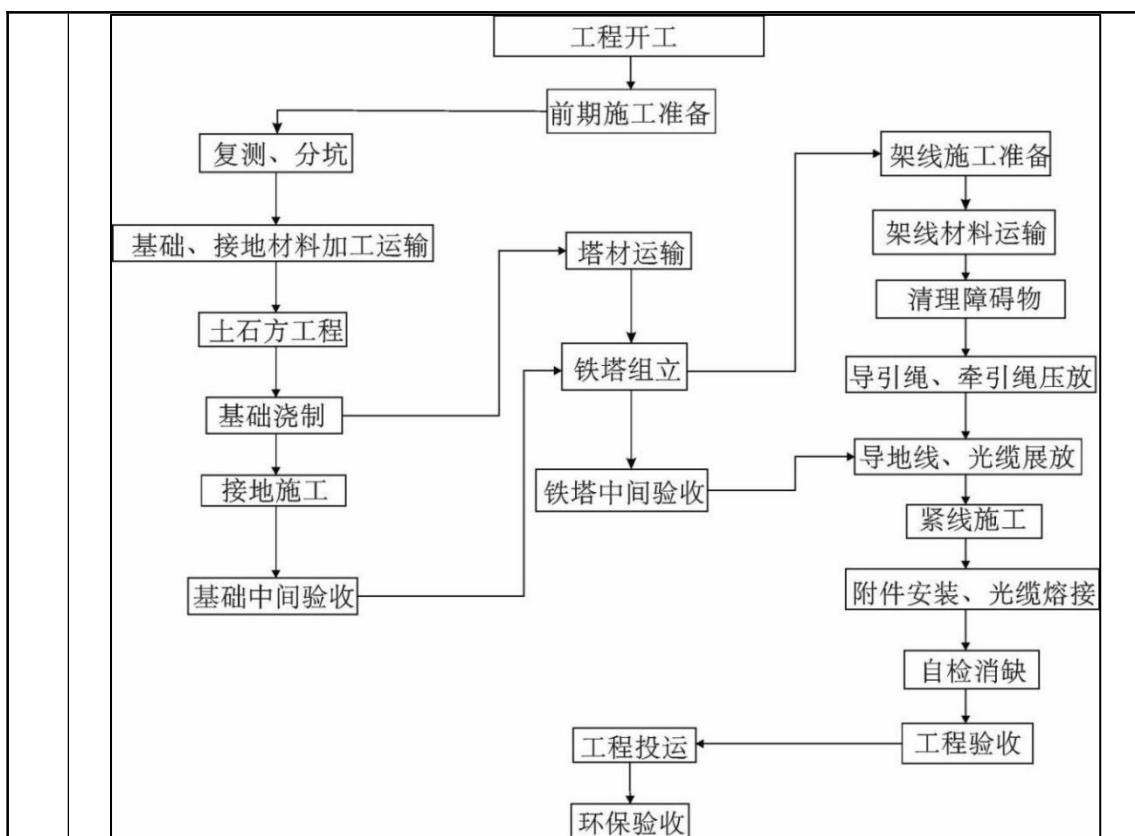 工程开工
前期施工准备
复测、分坑
基础、接地材料加工运输
土石方工程
基础浇制
接地施工
基础中间验收
塔材运输
铁塔组立
铁塔中间验收
架线施工准备
架线材料运输
清理障碍物
导引绳、牵引绳压放
导地线、光缆展放
紧线施工
附件安装、光缆熔接
自检消缺
工程验收
工程投运
环保验收